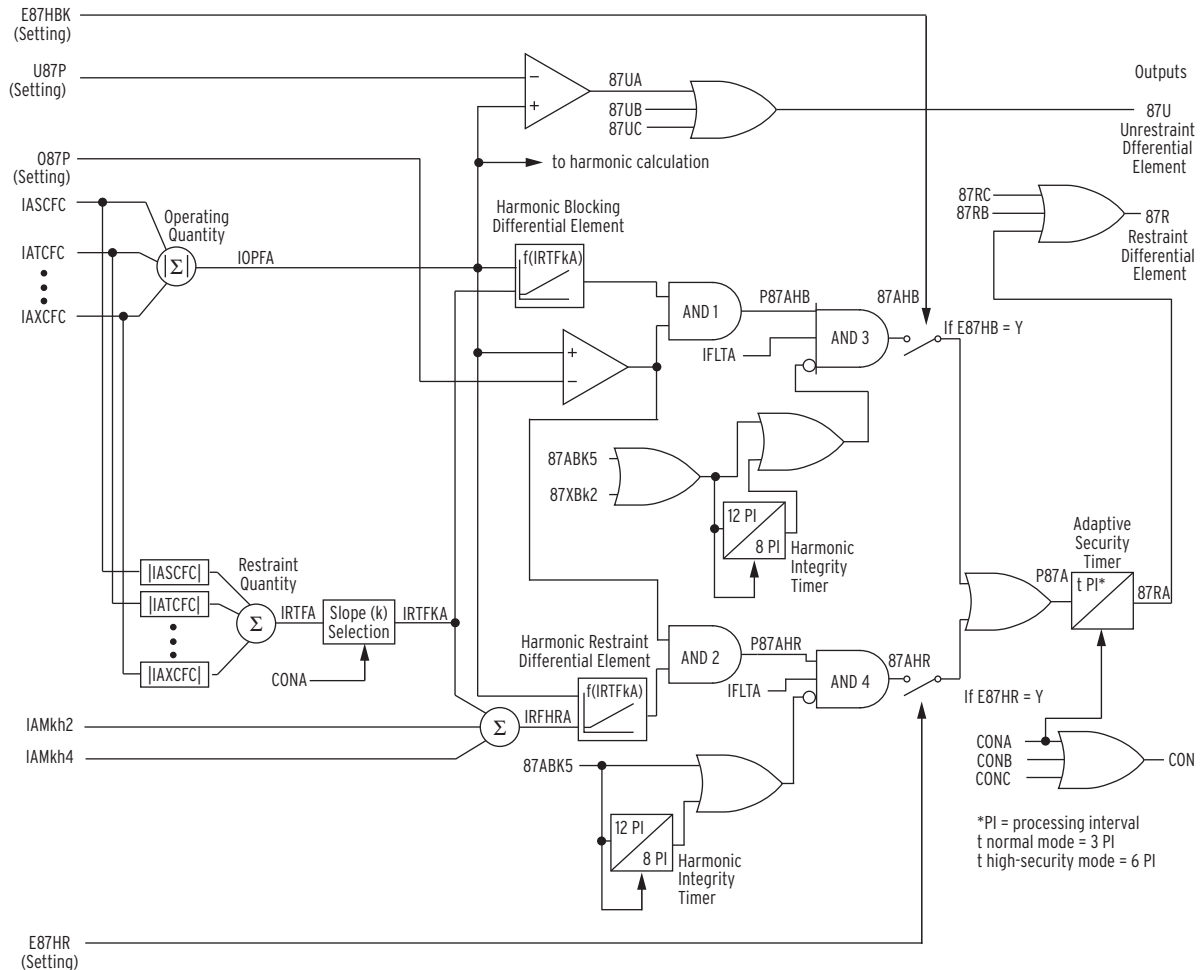 E87HBK
(Setting)
U87P
(Setting)
87UA
87UB
87UC
Outputs
87U
Unrestraint
Differential
Element
O87P
(Setting)
to harmonic calculation
IASCFC
Operating
Quantity
IATCFC
|Σ|
IOPFA
IAXCFC
Harmonic Blocking
Differential Element
f(IRTFkA)
87RC
87RB
87R
Restraint
Differential
Element
AND 1
P87AHB
IFLTA
AND 3
87AHB
If E87HB = Y
+
−
−
+
87ABK5
87XBk2
12 PI
8 PI
Harmonic
Integrity
Timer
|IASCFC|
|IATCFC|
|IAXCFC|
Restraint
Quantity
Σ
IRTFA
Slope (k)
Selection
IRTFKA
CONA
Adaptive
Security
Timer
P87A
t PI*
87RA
Harmonic Restraint
Differential Element
f(IRTFkA)
AND 2
P87AHR
IFLTA
AND 4
87AHR
If E87HR = Y
IAMkh2
IAMkh4
Σ
IRFHRA
87ABK5
12 PI
8 PI
Harmonic
Integrity
Timer
CONA
CONB
CONC
CON
*PI = processing interval
t normal mode = 3 PI
t high-security mode = 6 PI
E87HR
(Setting)